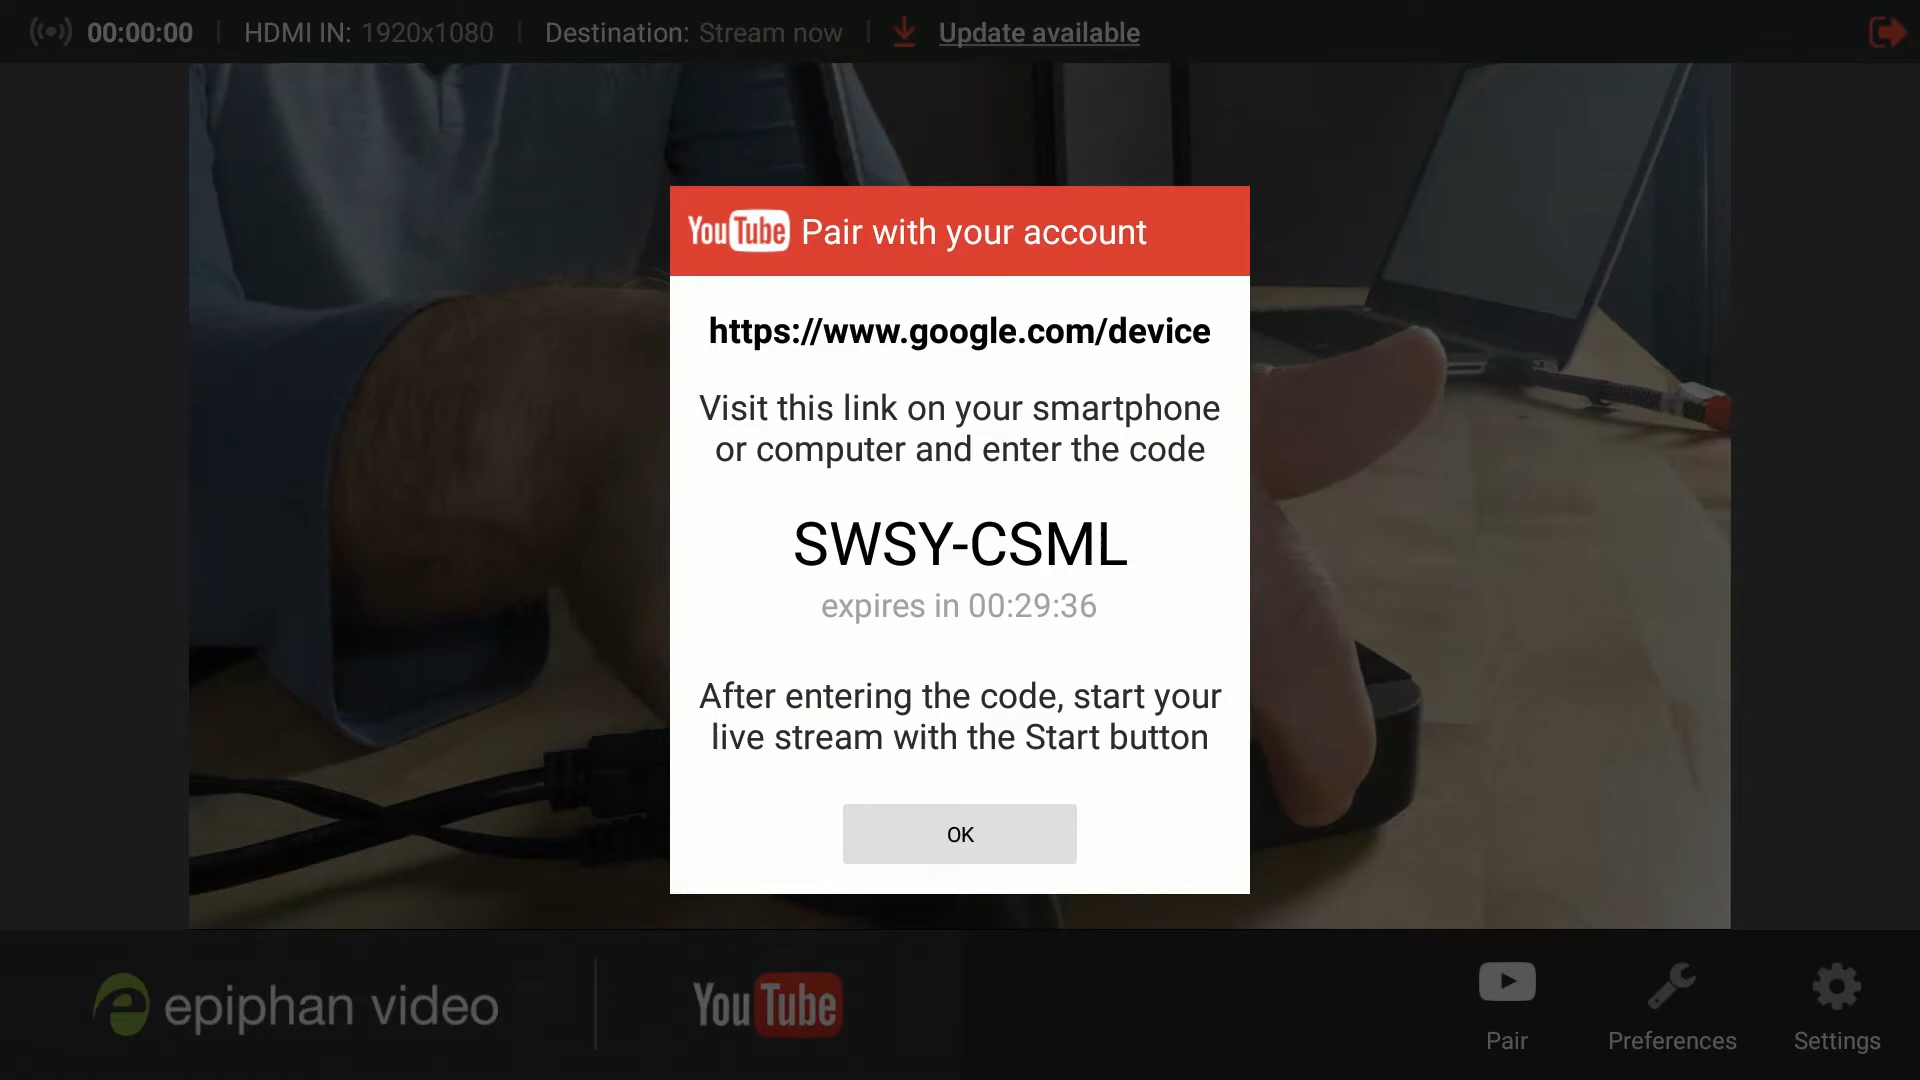 00:00:00 | HDMI IN: 1920x1080 | Destination: Stream now | Update available
YouTube Pair with your account
https://www.google.com/device
Visit this link on your smartphone
or computer and enter the code
SWSY-CSML
expires in 00:29:36
After entering the code, start your
live stream with the Start button
OK
epiphan video | YouTube
Pair Preferences Settings